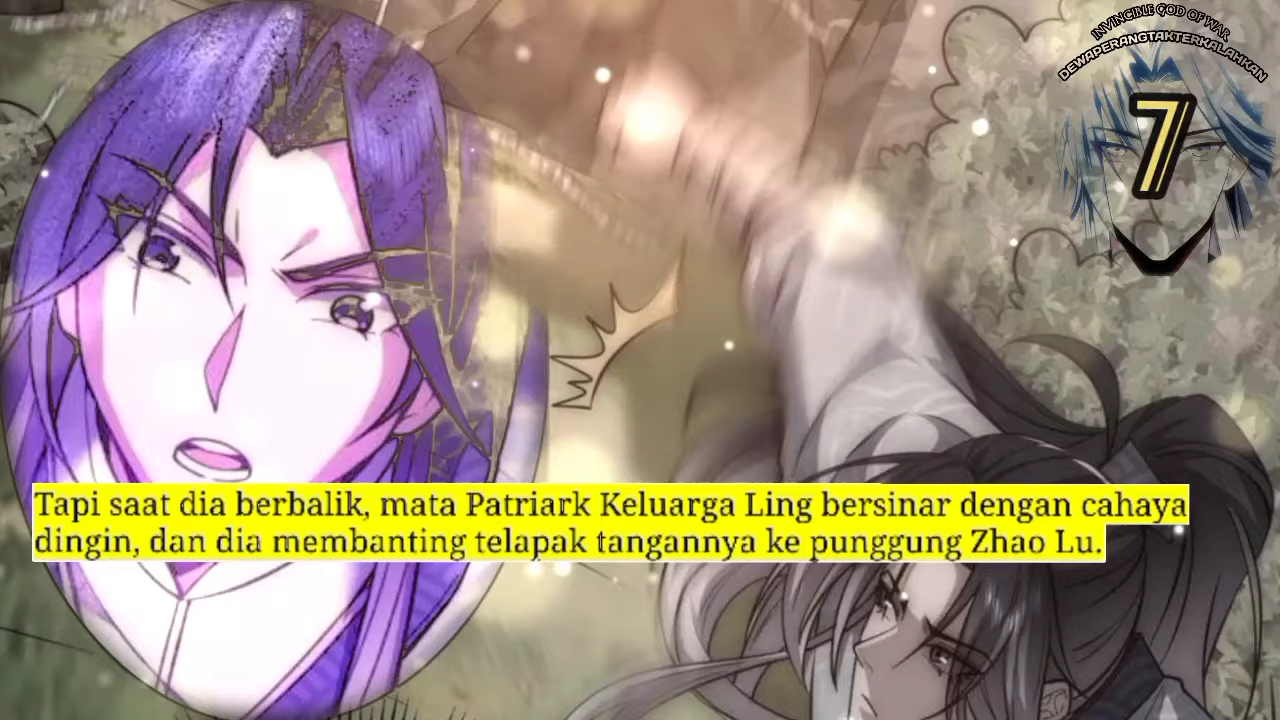 INVINCIBLE GOD OF WAR
DEWAPERANGTAKTERKALAHKAN
7
Tapi saat dia berbalik, mata Patriark Keluarga Ling bersinar dengan cahaya
dingin, dan dia membanting telapak tangannya ke punggung Zhao Lu.